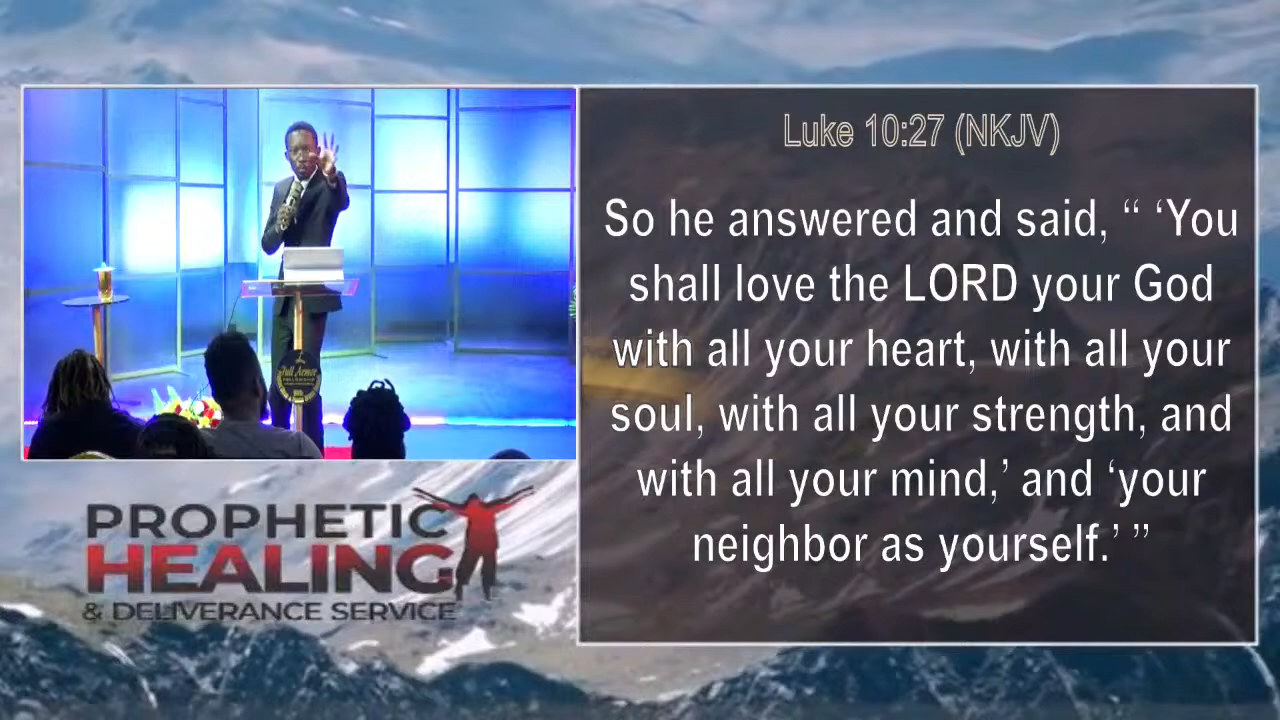 Luke 10:27 (NKJV)
So he answered and said, “ ‘You
shall love the LORD your God
with all your heart, with all your
soul, with all your strength, and
with all your mind,’ and ‘your
neighbor as yourself.’ ”
Full Armor
PROPHETIC
HEALING
& DELIVERANCE SERVICE